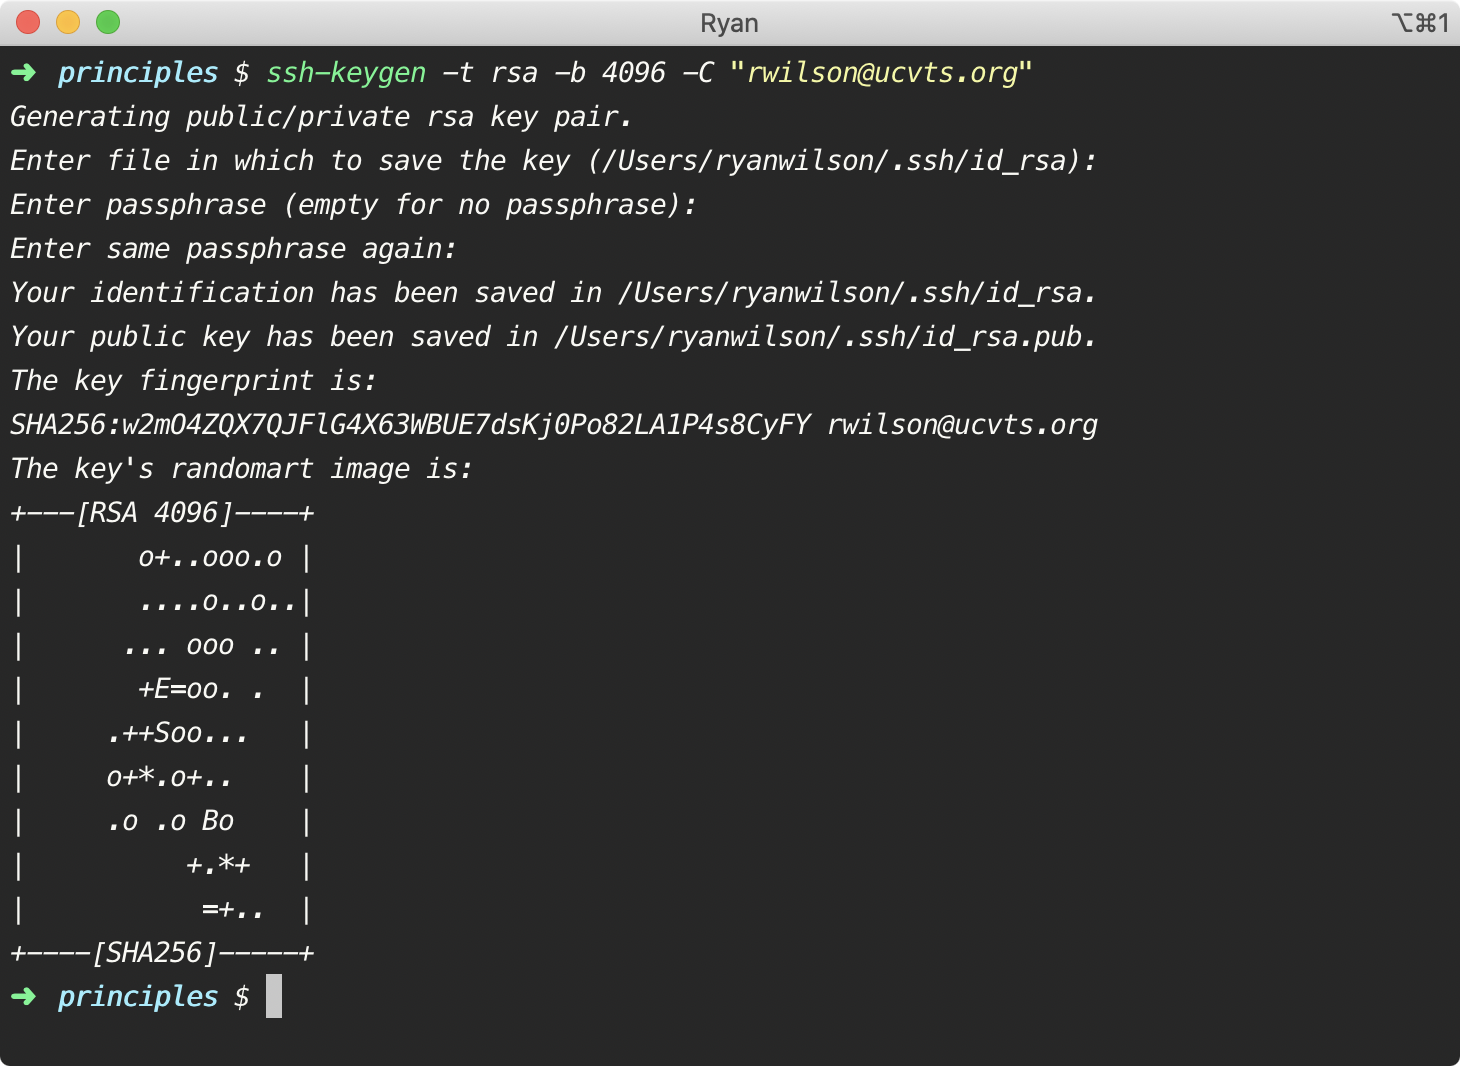 Ryan
⌥⌘1
➜ principles $ ssh-keygen -t rsa -b 4096 -C "rwilson@ucvts.org"
Generating public/private rsa key pair.
Enter file in which to save the key (/Users/ryanwilson/.ssh/id_rsa):
Enter passphrase (empty for no passphrase):
Enter same passphrase again:
Your identification has been saved in /Users/ryanwilson/.ssh/id_rsa.
Your public key has been saved in /Users/ryanwilson/.ssh/id_rsa.pub.
The key fingerprint is:
SHA256:w2mO4ZQX7QJFlG4X63WBUE7dsKj0Po82LA1P4s8CyFY rwilson@ucvts.org
The key's randomart image is:
+---[RSA 4096]----+
|       o+..ooo.o |
|       ....o..o..|
|      ... ooo .. |
|       +E=oo. .  |
|     .++Soo...   |
|     o+*.o+..    |
|     .o .o Bo    |
|          +.*+   |
|           =+..  |
+----[SHA256]-----+
➜ principles $